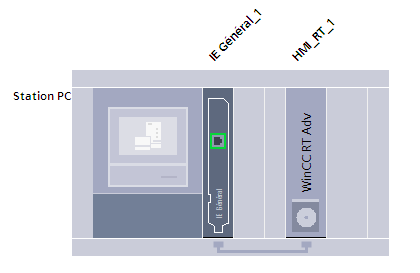 IE Général_1
HMI_RT_1
Station PC
WinCC RT Adv
IE Général